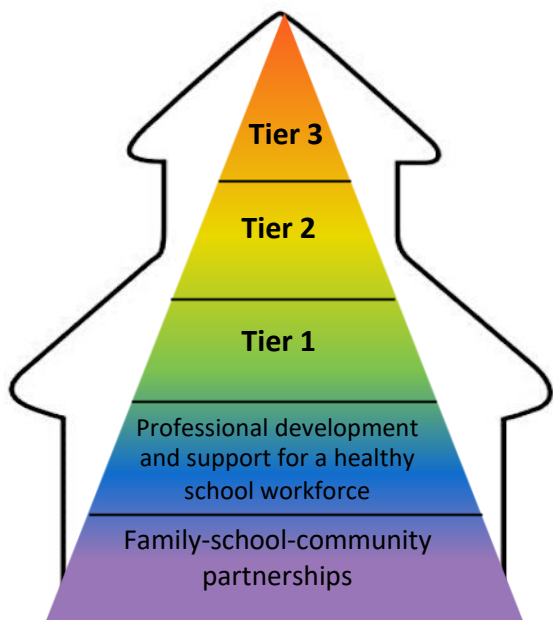 Tier 3
Tier 2
Tier 1
Professional development
and support for a healthy
school workforce
Family-school-community
partnerships